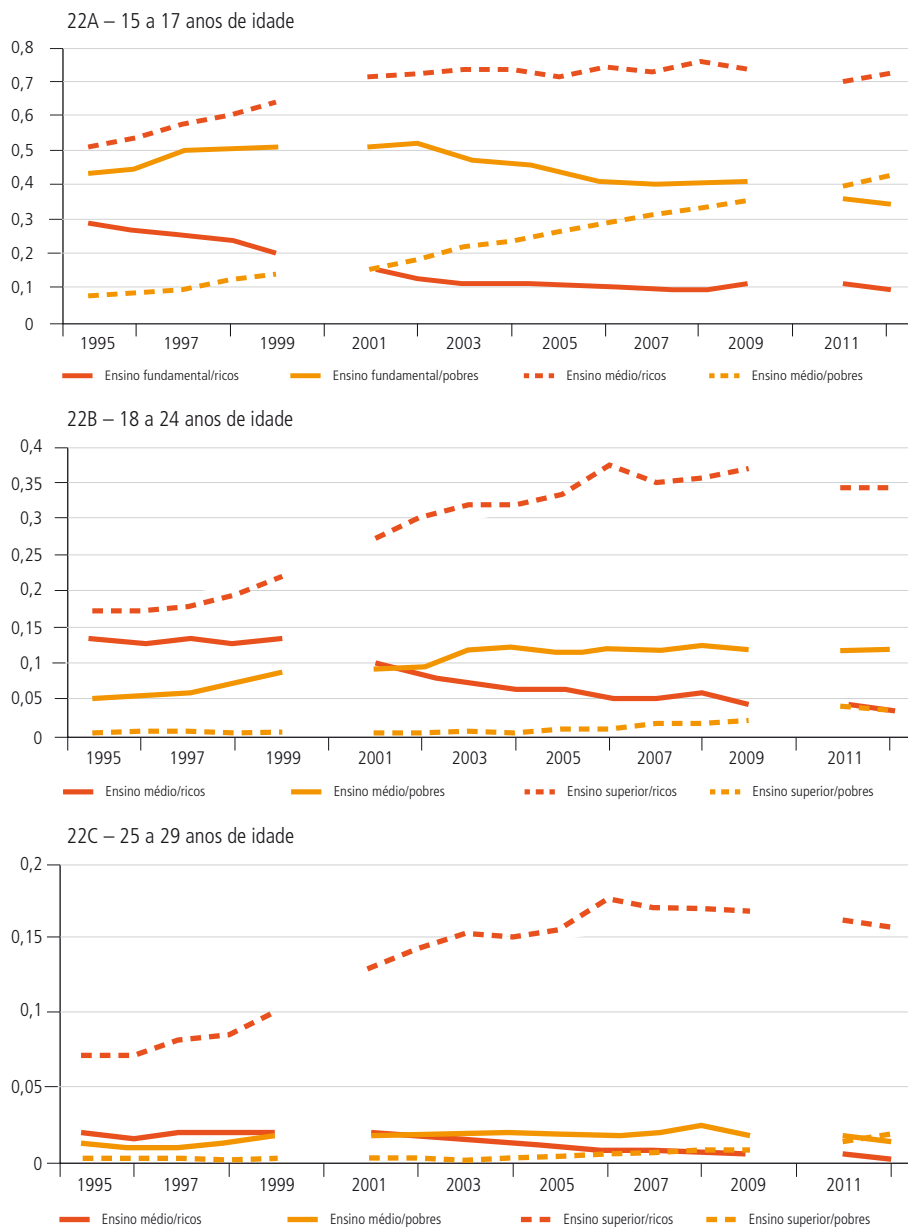 22A – 15 a 17 anos de idade
0,8
0,7
0,6
0,5
0,4
0,3
0,2
0,1
0
1995 1997 1999 2001 2003 2005 2007 2009 2011
Ensino fundamental/ricos Ensino fundamental/pobres Ensino médio/ricos Ensino médio/pobres
22B – 18 a 24 anos de idade
0,4
0,35
0,3
0,25
0,2
0,15
0,1
0,05
0
1995 1997 1999 2001 2003 2005 2007 2009 2011
Ensino médio/ricos Ensino médio/pobres Ensino superior/ricos Ensino superior/pobres
22C – 25 a 29 anos de idade
0,2
0,15
0,1
0,05
0
1995 1997 1999 2001 2003 2005 2007 2009 2011
Ensino médio/ricos Ensino médio/pobres Ensino superior/ricos Ensino superior/pobres